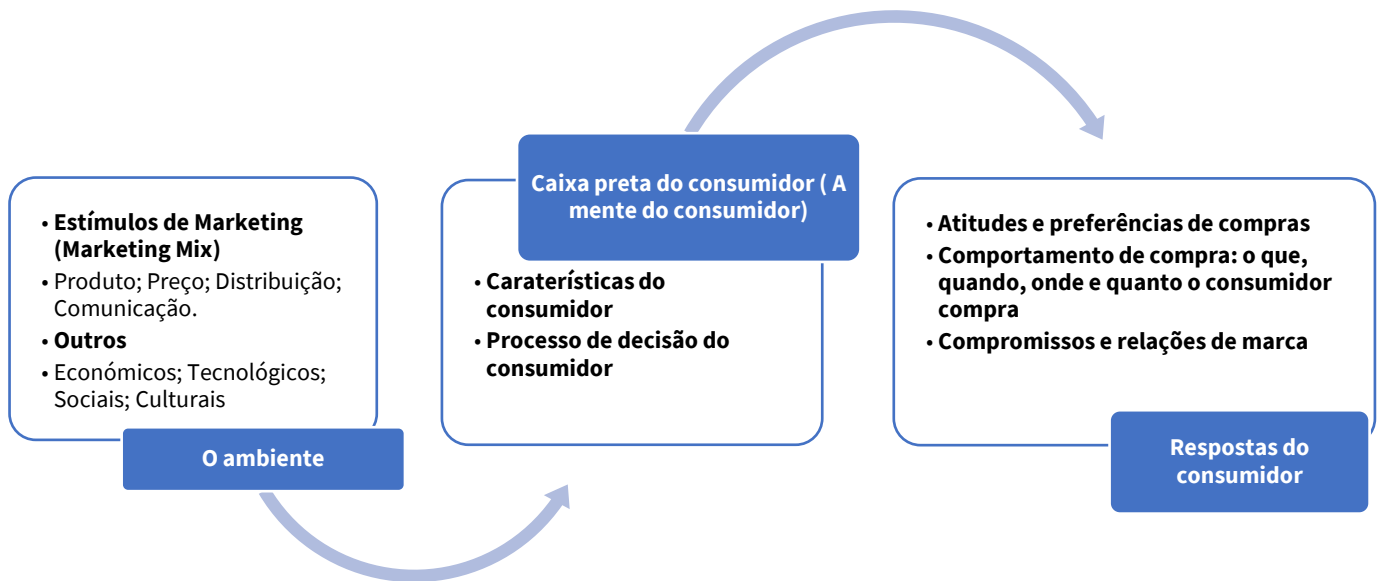 • Estímulos de Marketing
(Marketing Mix)
• Produto; Preço; Distribuição;
Comunicação.
• Outros
• Económicos; Tecnológicos;
Sociais; Culturais
O ambiente
Caixa preta do consumidor ( A
mente do consumidor)
• Caraterísticas do
consumidor
• Processo de decisão do
consumidor
• Atitudes e preferências de compras
• Comportamento de compra: o que,
quando, onde e quanto o consumidor
compra
• Compromissos e relações de marca
Respostas do
consumidor